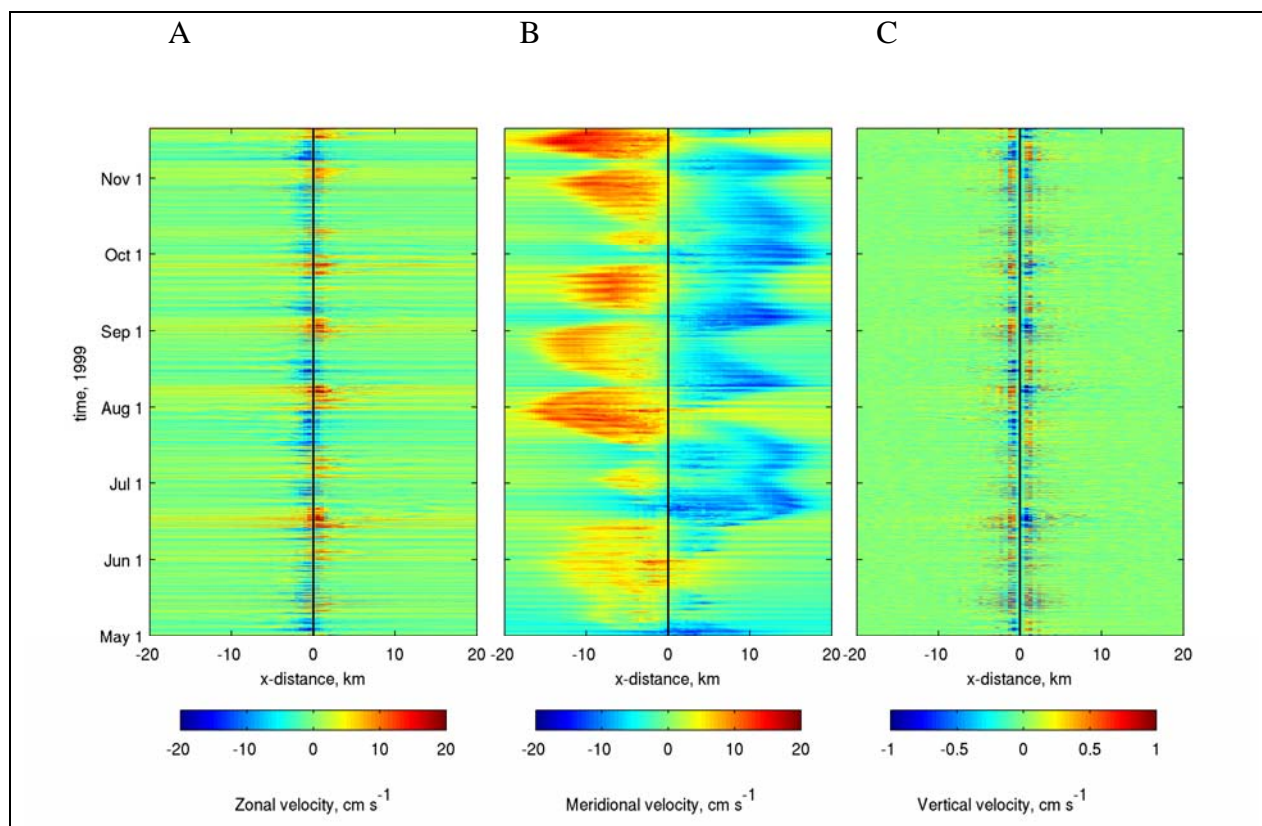 A B C
Nov 1
Oct 1
Sep 1
Aug 1
Jul 1
Jun 1
May 1
time, 1999
-20 -10 0 10 20
-20 -10 0 10 20
-20 -10 0 10 20
x-distance, km x-distance, km x-distance, km
-20 -10 0 10 20
-20 -10 0 10 20
-1 -0.5 0 0.5 1
Zonal velocity, cm s-1
Meridional velocity, cm s-1
Vertical velocity, cm s-1